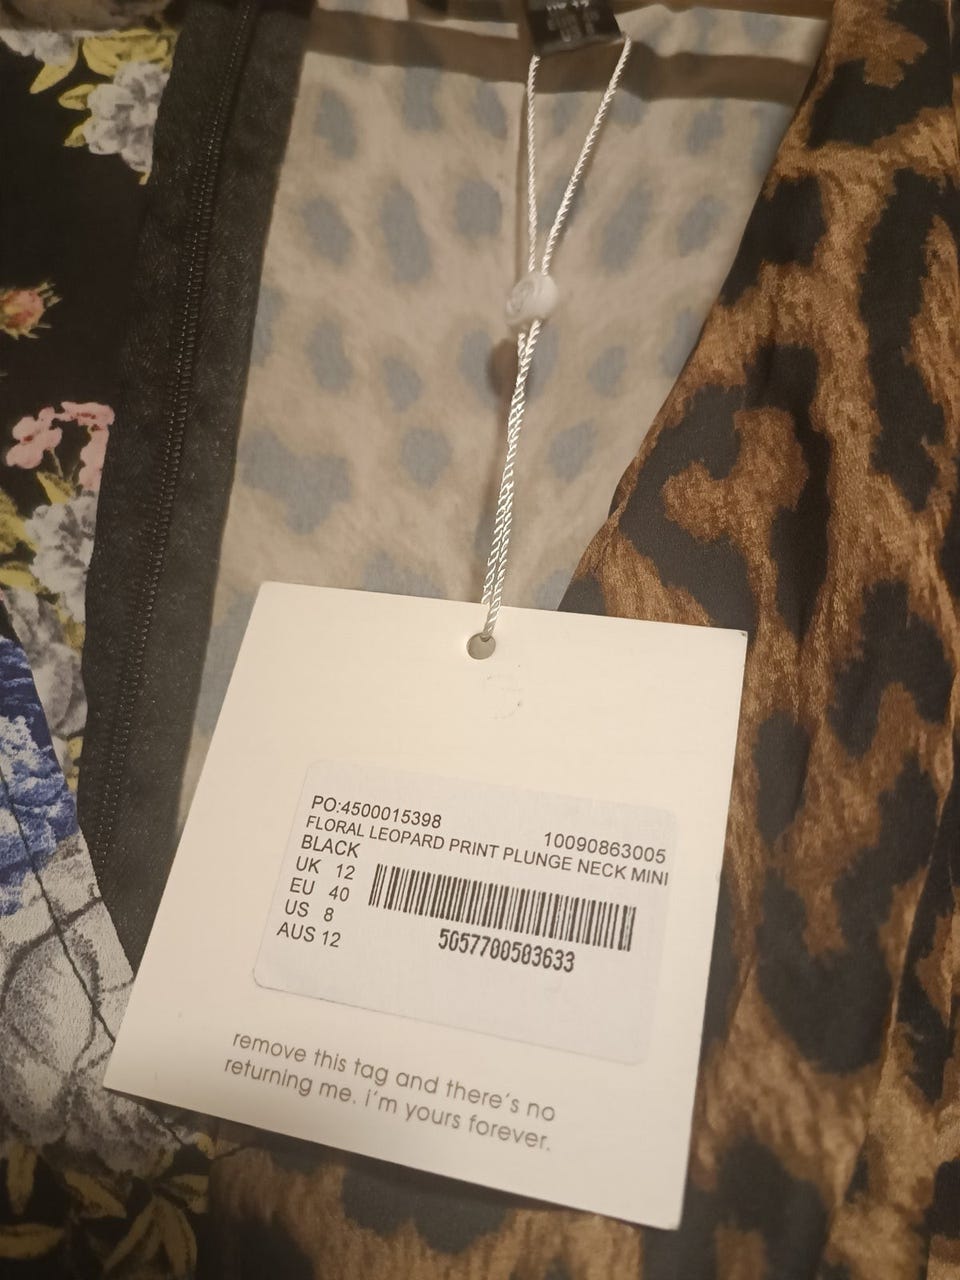 PO:4500015398
10090863005
FLORAL LEOPARD PRINT PLUNGE NECK MINI
BLACK
UK 12
EU 40
US 8
AUS 12
5057700503633
remove this tag and there's no
returning me. i'm yours forever.